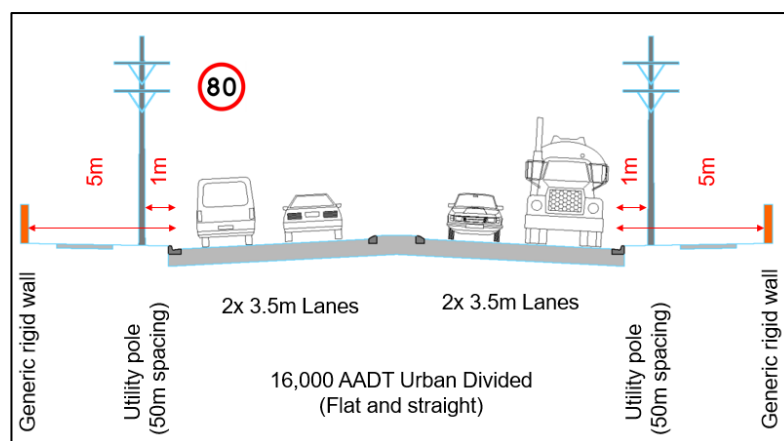 80
5m
1m
1m
5m
2x 3.5m Lanes
2x 3.5m Lanes
Generic rigid wall
Utility pole
(50m spacing)
16,000 AADT Urban Divided
(Flat and straight)
Utility pole
(50m spacing)
Generic rigid wall